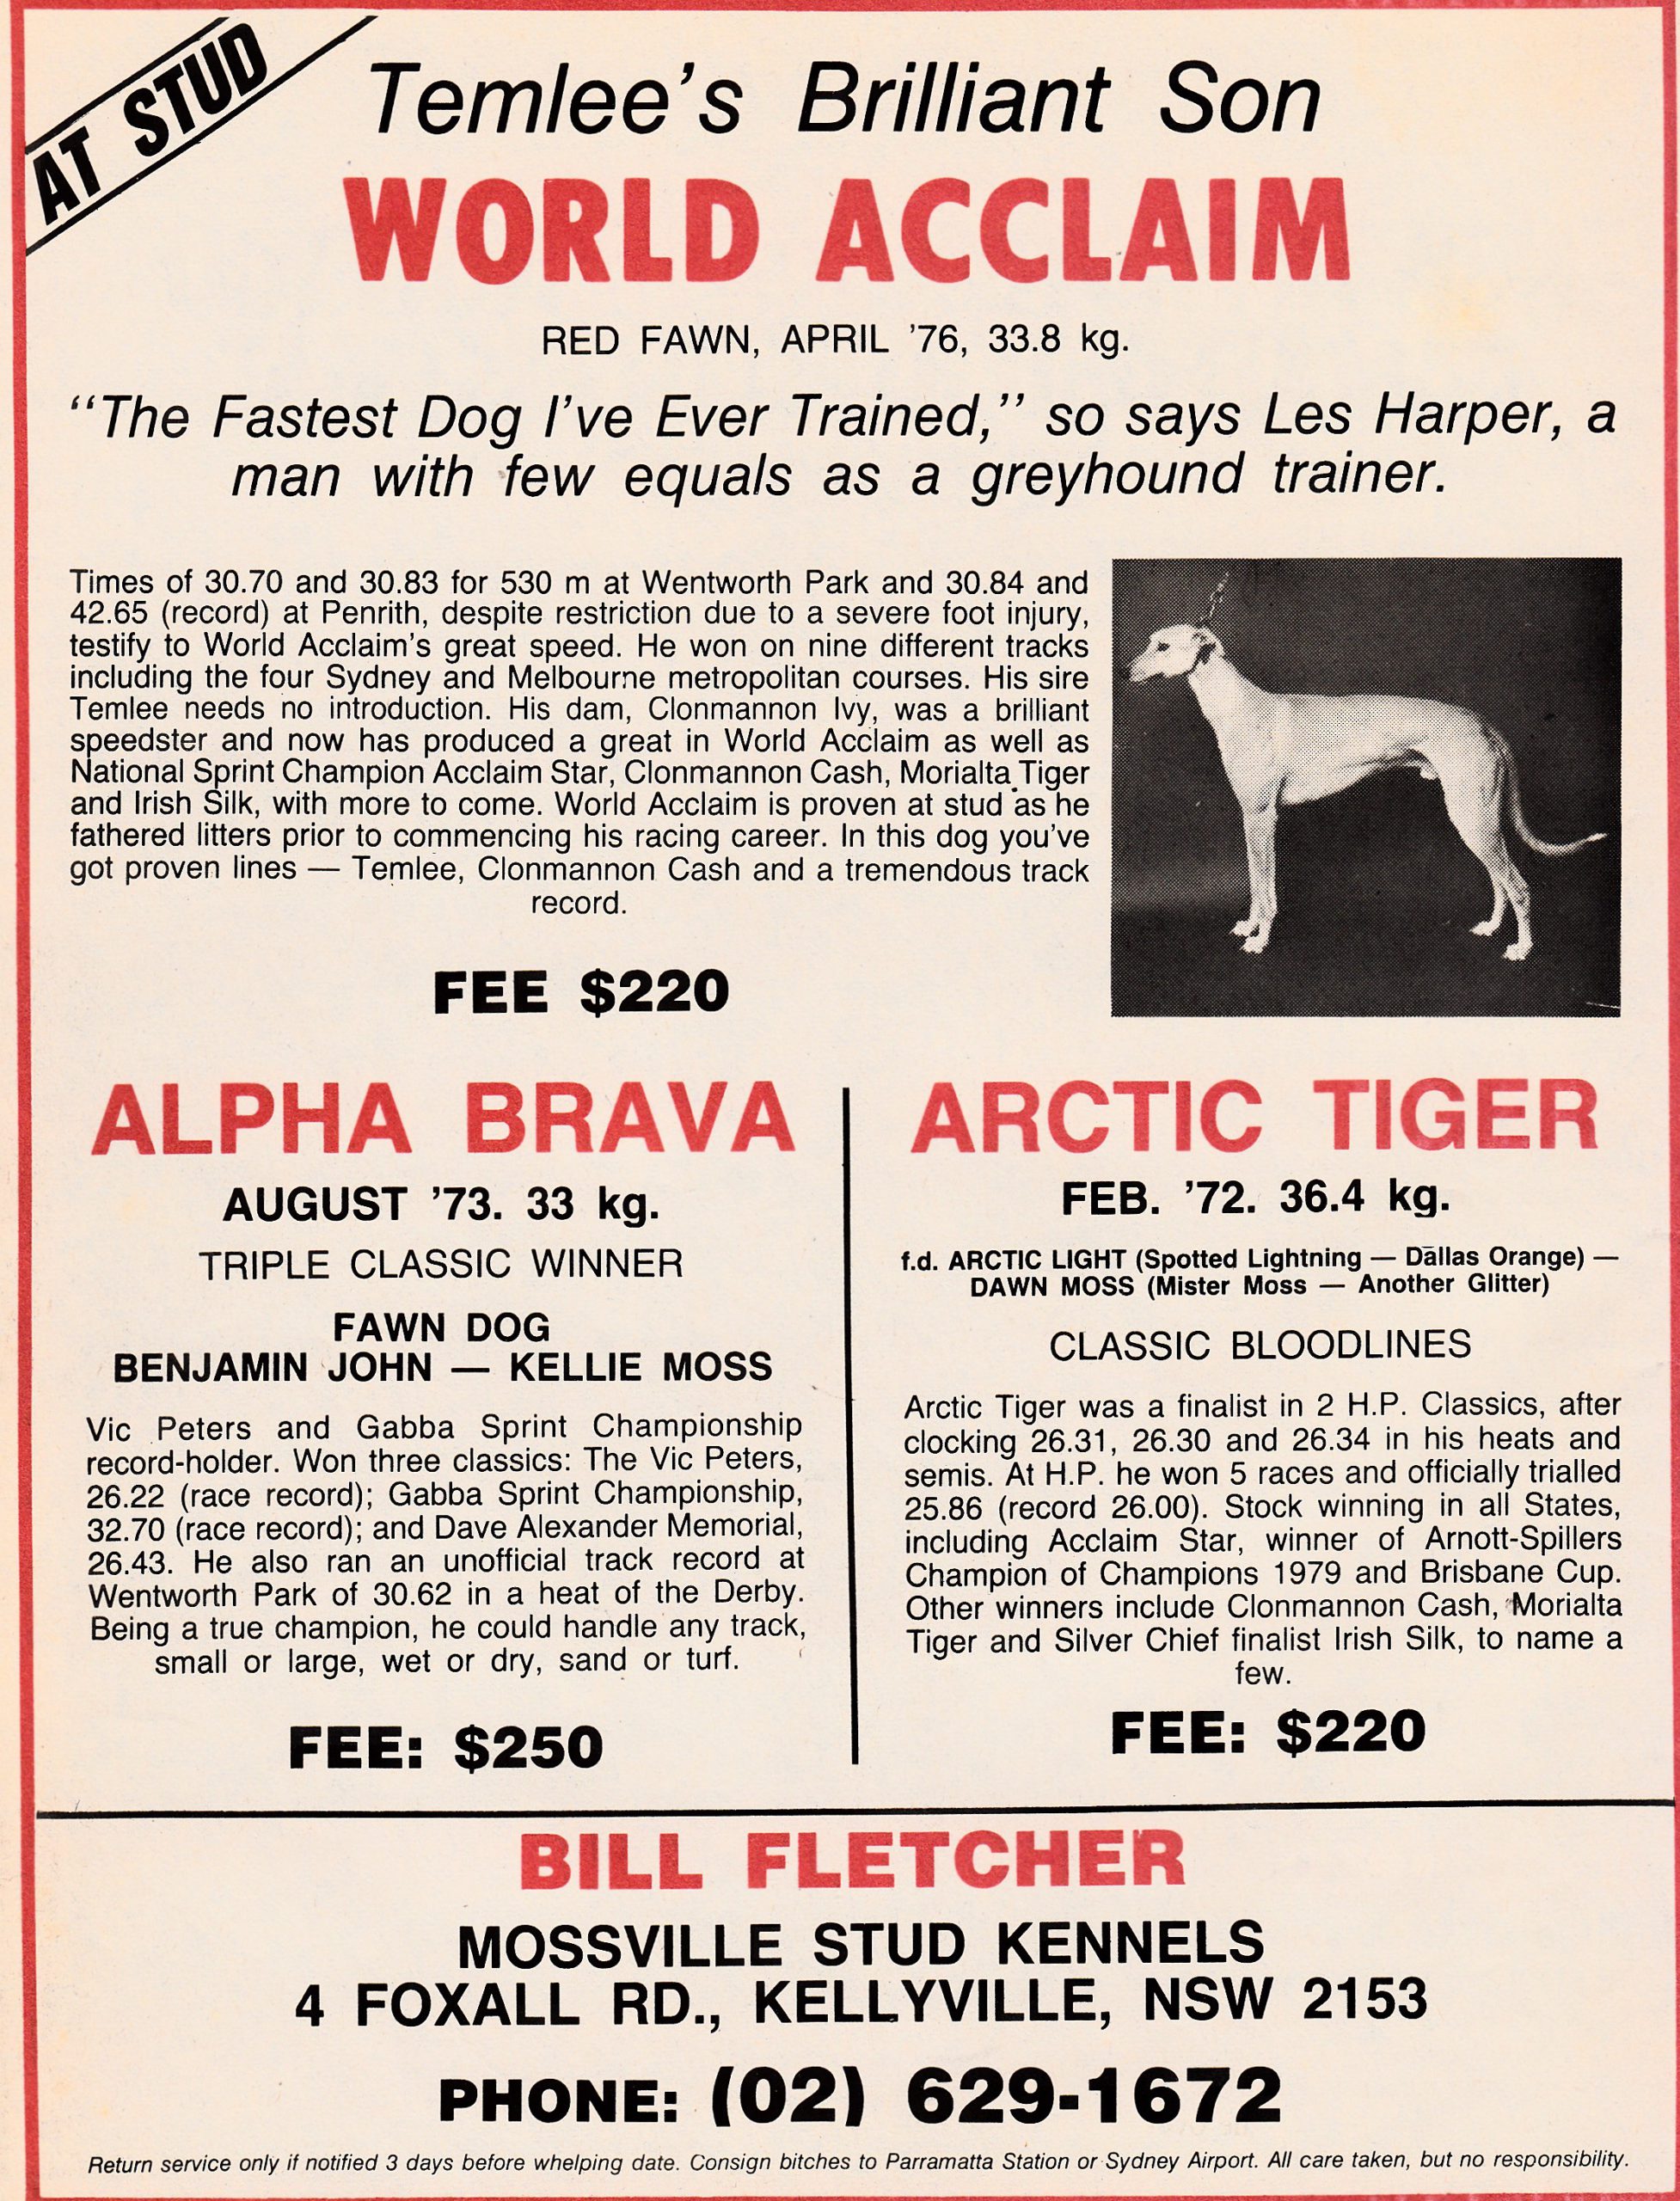 AT STUD
Temlee's Brilliant Son
WORLD ACCLAIM
RED FAWN, APRIL '76, 33.8 kg.
"The Fastest Dog I've Ever Trained," so says Les Harper, a
man with few equals as a greyhound trainer.
Times of 30.70 and 30.83 for 530 m at Wentworth Park and 30.84 and
42.65 (record) at Penrith, despite restriction due to a severe foot injury,
testify to World Acclaim's great speed. He won on nine different tracks
including the four Sydney and Melbourne metropolitan courses. His sire
Temlee needs no introduction. His dam, Clonmannon Ivy, was a brilliant
speedster and now has produced a great in World Acclaim as well as
National Sprint Champion Acclaim Star, Clonmannon Cash, Morialta Tiger
and Irish Silk, with more to come. World Acclaim is proven at stud as he
fathered litters prior to commencing his racing career. In this dog you've
got proven lines — Temlee, Clonmannon Cash and a tremendous track
record.
FEE $220
ALPHA BRAVA
AUGUST '73. 33 kg.
TRIPLE CLASSIC WINNER
FAWN DOG
BENJAMIN JOHN — KELLIE MOSS
Vic Peters and Gabba Sprint Championship
record-holder. Won three classics: The Vic Peters,
26.22 (race record); Gabba Sprint Championship,
32.70 (race record); and Dave Alexander Memorial,
26.43. He also ran an unofficial track record at
Wentworth Park of 30.62 in a heat of the Derby.
Being a true champion, he could handle any track,
small or large, wet or dry, sand or turf.
FEE: $250
ARCTIC TIGER
FEB. '72. 36.4 kg.
f.d. ARCTIC LIGHT (Spotted Lightning — Dallas Orange) —
DAWN MOSS (Mister Moss — Another Glitter)
CLASSIC BLOODLINES
Arctic Tiger was a finalist in 2 H.P. Classics, after
clocking 26.31, 26.30 and 26.34 in his heats and
semis. At H.P. he won 5 races and officially trialled
25.86 (record 26.00). Stock winning in all States,
including Acclaim Star, winner of Arnott-Spillers
Champion of Champions 1979 and Brisbane Cup.
Other winners include Clonmannon Cash, Morialta
Tiger and Silver Chief finalist Irish Silk, to name a
few.
FEE: $220
BILL FLETCHER
MOSSVILLE STUD KENNELS
4 FOXALL RD., KELLYVILLE, NSW 2153
PHONE: (02) 629-1672
Return service only if notified 3 days before whelping date. Consign bitches to Parramatta Station or Sydney Airport. All care taken, but no responsibility.